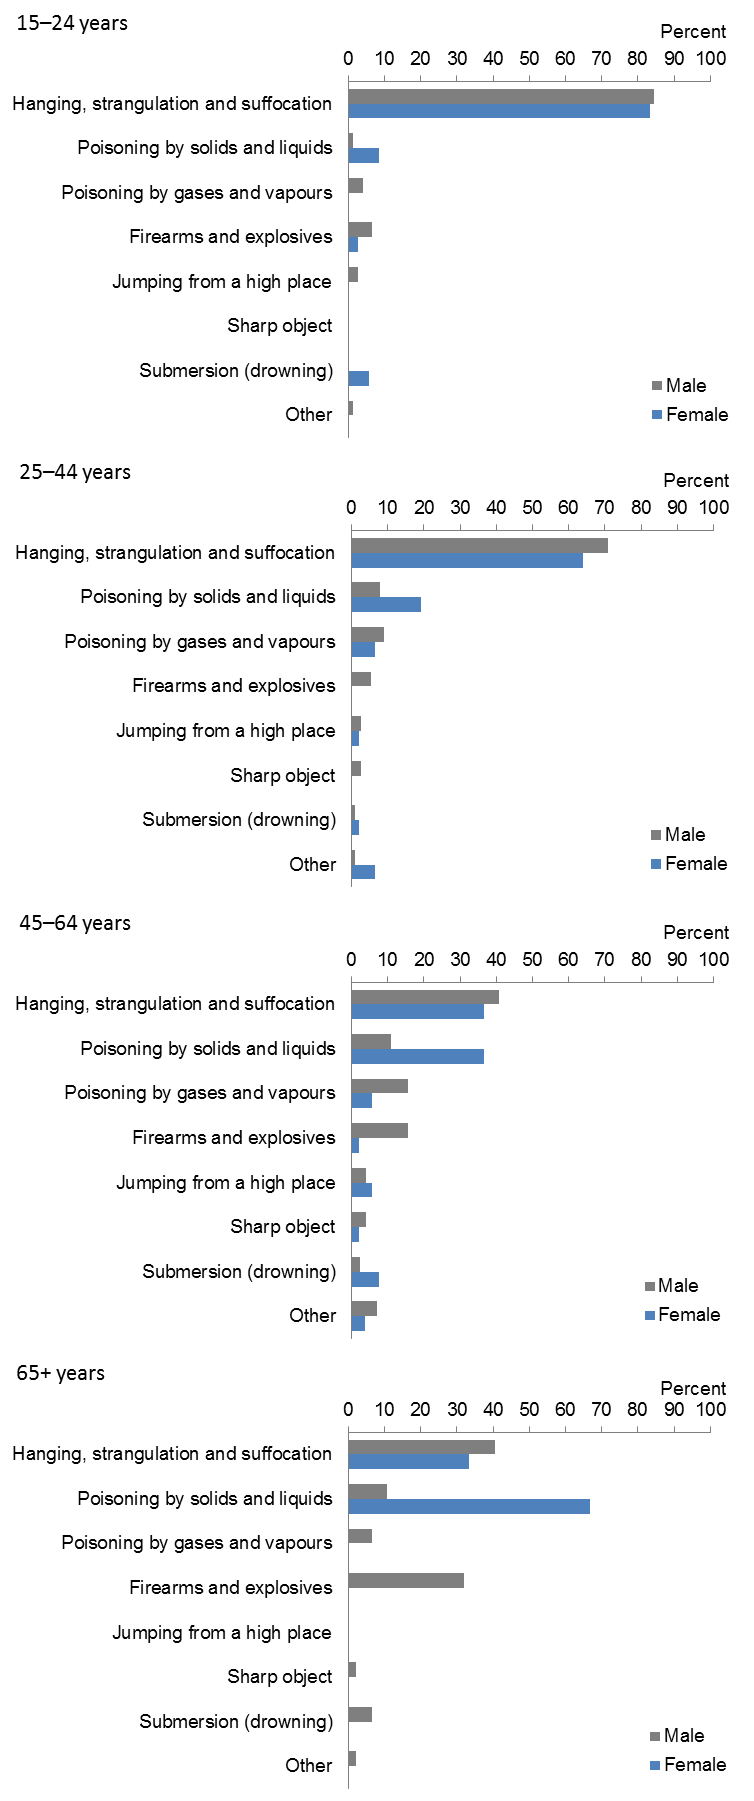 15–24 years
Percent
0 10 20 30 40 50 60 70 80 90 100
Hanging, strangulation and suffocation
Poisoning by solids and liquids
Poisoning by gases and vapours
Firearms and explosives
Jumping from a high place
Sharp object
Submersion (drowning)
Male
Other
Female
25–44 years
Percent
0 10 20 30 40 50 60 70 80 90 100
Hanging, strangulation and suffocation
Poisoning by solids and liquids
Poisoning by gases and vapours
Firearms and explosives
Jumping from a high place
Sharp object
Submersion (drowning)
Male
Other
Female
45–64 years
Percent
0 10 20 30 40 50 60 70 80 90 100
Hanging, strangulation and suffocation
Poisoning by solids and liquids
Poisoning by gases and vapours
Firearms and explosives
Jumping from a high place
Sharp object
Submersion (drowning)
Male
Other
Female
65+ years
Percent
0 10 20 30 40 50 60 70 80 90 100
Hanging, strangulation and suffocation
Poisoning by solids and liquids
Poisoning by gases and vapours
Firearms and explosives
Jumping from a high place
Sharp object
Submersion (drowning)
Male
Other
Female